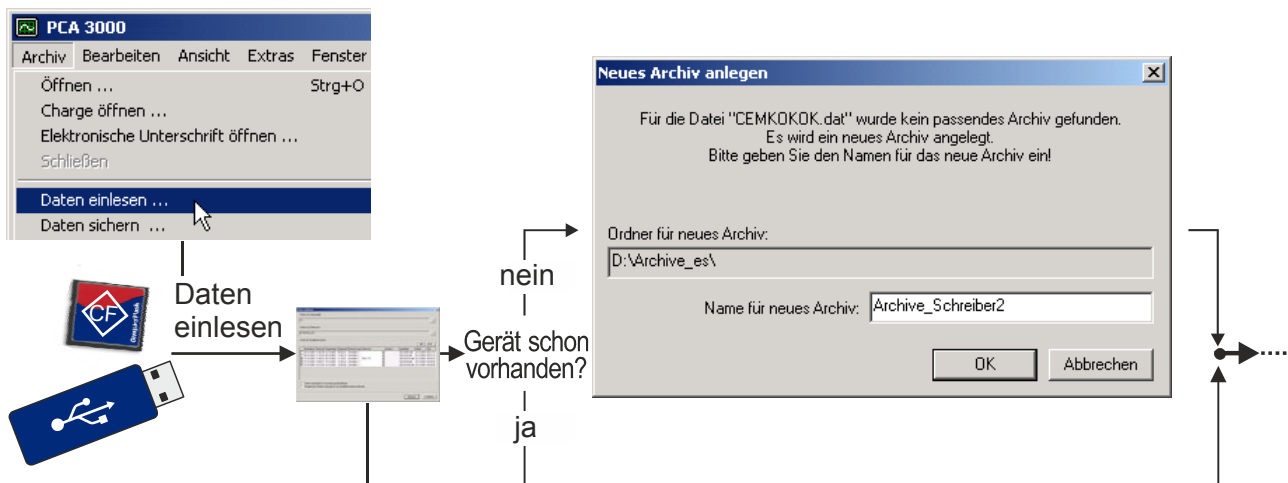 PCA 3000
Archiv Bearbeiten Ansicht Extras Fenster
Öffnen ... Strg+O
Charge öffnen ...
Elektronische Unterschrift öffnen ...
Schließen
Daten einlesen ...
Daten sichern ...
CF
CompactFlash
Daten
einlesen
nein
Gerät schon
vorhanden?
ja
Neues Archiv anlegen
Für die Datei "CEMKOKOK.dat" wurde kein passendes Archiv gefunden.
Es wird ein neues Archiv angelegt.
Bitte geben Sie den Namen für das neue Archiv ein!
Ordner für neues Archiv:
D:\Archive_es\
Name für neues Archiv: Archive_Schreiber2
OK Abbrechen